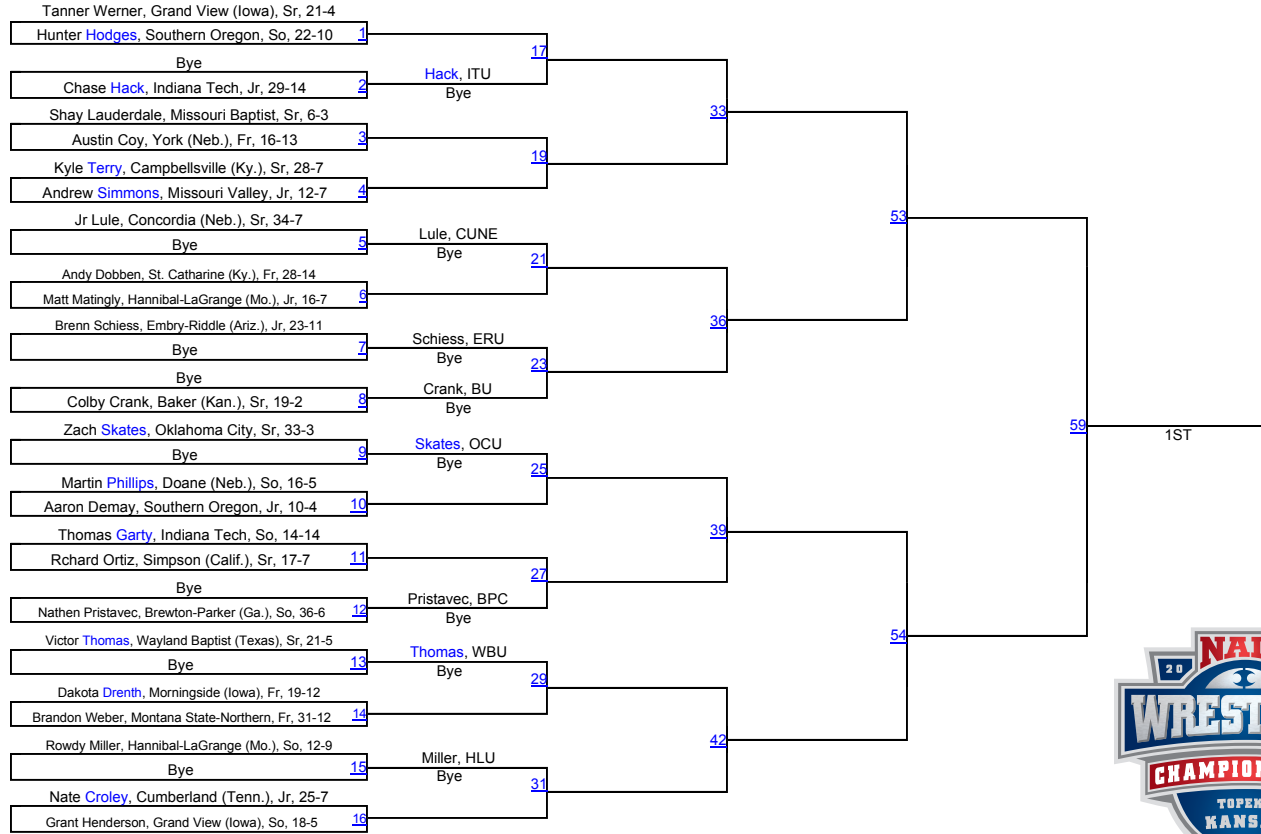 Tanner Werner, Grand View (Iowa), Sr, 21-4
Hunter Hodges, Southern Oregon, So, 22-10
1
17
Bye
Hack, ITU
Chase Hack, Indiana Tech, Jr, 29-14
2
Bye
Shay Lauderdale, Missouri Baptist, Sr, 6-3
33
Austin Coy, York (Neb.), Fr, 16-13
3
19
Kyle Terry, Campbellsville (Ky.), Sr, 28-7
Andrew Simmons, Missouri Valley, Jr, 12-7
4
53
Jr Lule, Concordia (Neb.), Sr, 34-7
Lule, CUNE
Bye
5
Bye
21
Andy Dobben, St. Catharine (Ky.), Fr, 28-14
Matt Matingly, Hannibal-LaGrange (Mo.), Jr, 16-7
6
36
Brenn Schiess, Embry-Riddle (Ariz.), Jr, 23-11
Schiess, ERU
Bye
7
Bye
23
Bye
Crank, BU
Colby Crank, Baker (Kan.), Sr, 19-2
8
Bye
59
1ST
Zach Skates, Oklahoma City, Sr, 33-3
Skates, OCU
Bye
9
Bye
25
Martin Phillips, Doane (Neb.), So, 16-5
Aaron Demay, Southern Oregon, Jr, 10-4
10
39
Thomas Garty, Indiana Tech, So, 14-14
Rchard Ortiz, Simpson (Calif.), Sr, 17-7
11
27
Bye
Pristavec, BPC
Nathen Pristavec, Brewton-Parker (Ga.), So, 36-6
12
Bye
54
Victor Thomas, Wayland Baptist (Texas), Sr, 21-5
Thomas, WBU
Bye
13
Bye
29
Dakota Drenth, Morningside (Iowa), Fr, 19-12
Brandon Weber, Montana State-Northern, Fr, 31-12
14
42
Rowdy Miller, Hannibal-LaGrange (Mo.), So, 12-9
Miller, HLU
Bye
15
Bye
31
Nate Croley, Cumberland (Tenn.), Jr, 25-7
Grant Henderson, Grand View (Iowa), So, 18-5
16
20